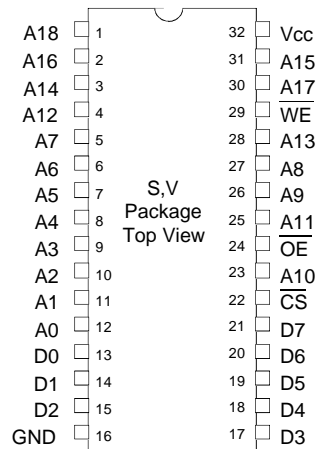 A18 1 32 Vcc
A16 2 31 A15
A14 3 30 A17
A12 4 29 W̅E̅
A7 5 28 A13
A6 6 27 A8
A5 7 26 A9
A4 8 25 A11
A3 9 24 O̅E̅
A2 10 23 A10
A1 11 22 C̅S̅
A0 12 21 D7
D0 13 20 D6
D1 14 19 D5
D2 15 18 D4
GND 16 17 D3
S,V
Package
Top View